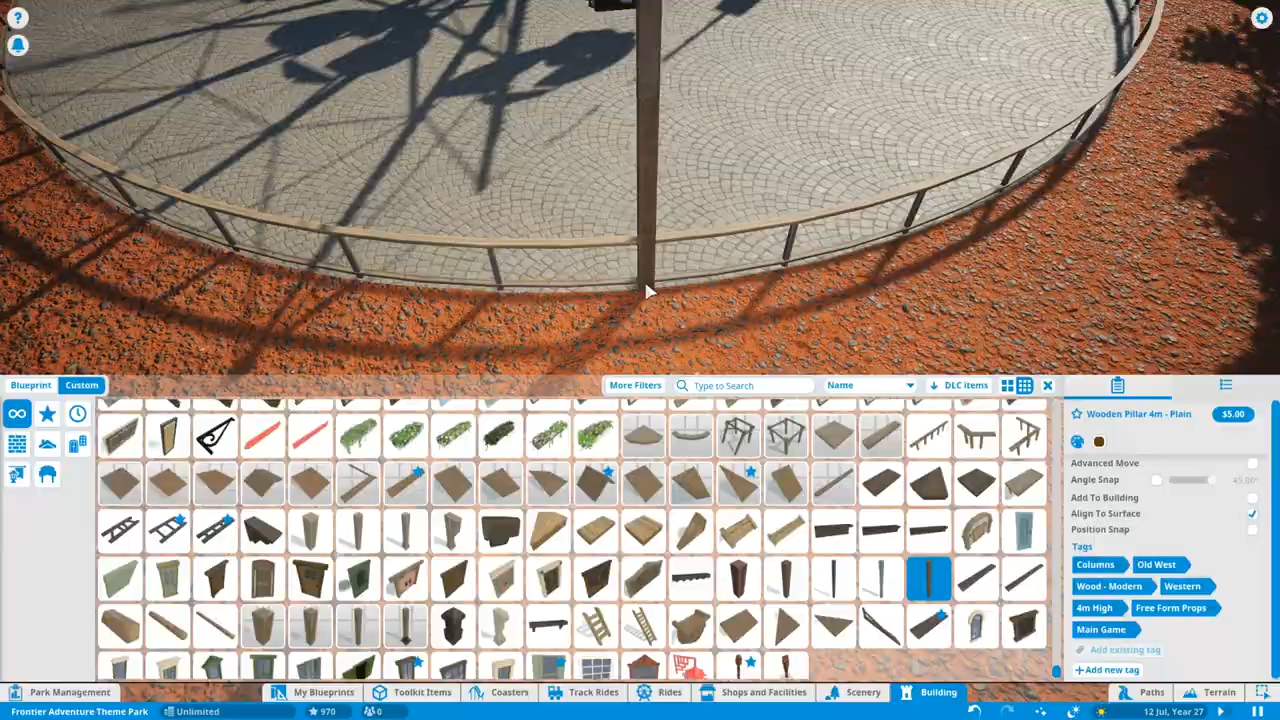 Blueprint
Custom
More Filters
Type to Search
Name
DLC items
Wooden Pillar 4m - Plain
$5.00
Advanced Move
Angle Snap
45.00°
Add To Building
Align To Surface
Position Snap
Tags
Columns
Old West
Wood - Modern
Western
4m High
Free Form Props
Main Game
Add existing tag
Add new tag
Park Management
My Blueprints
Toolkit Items
Coasters
Track Rides
Rides
Shops and Facilities
Scenery
Building
Paths
Terrain
Frontier Adventure Theme Park
Unlimited
970
0
12 Jul, Year 27